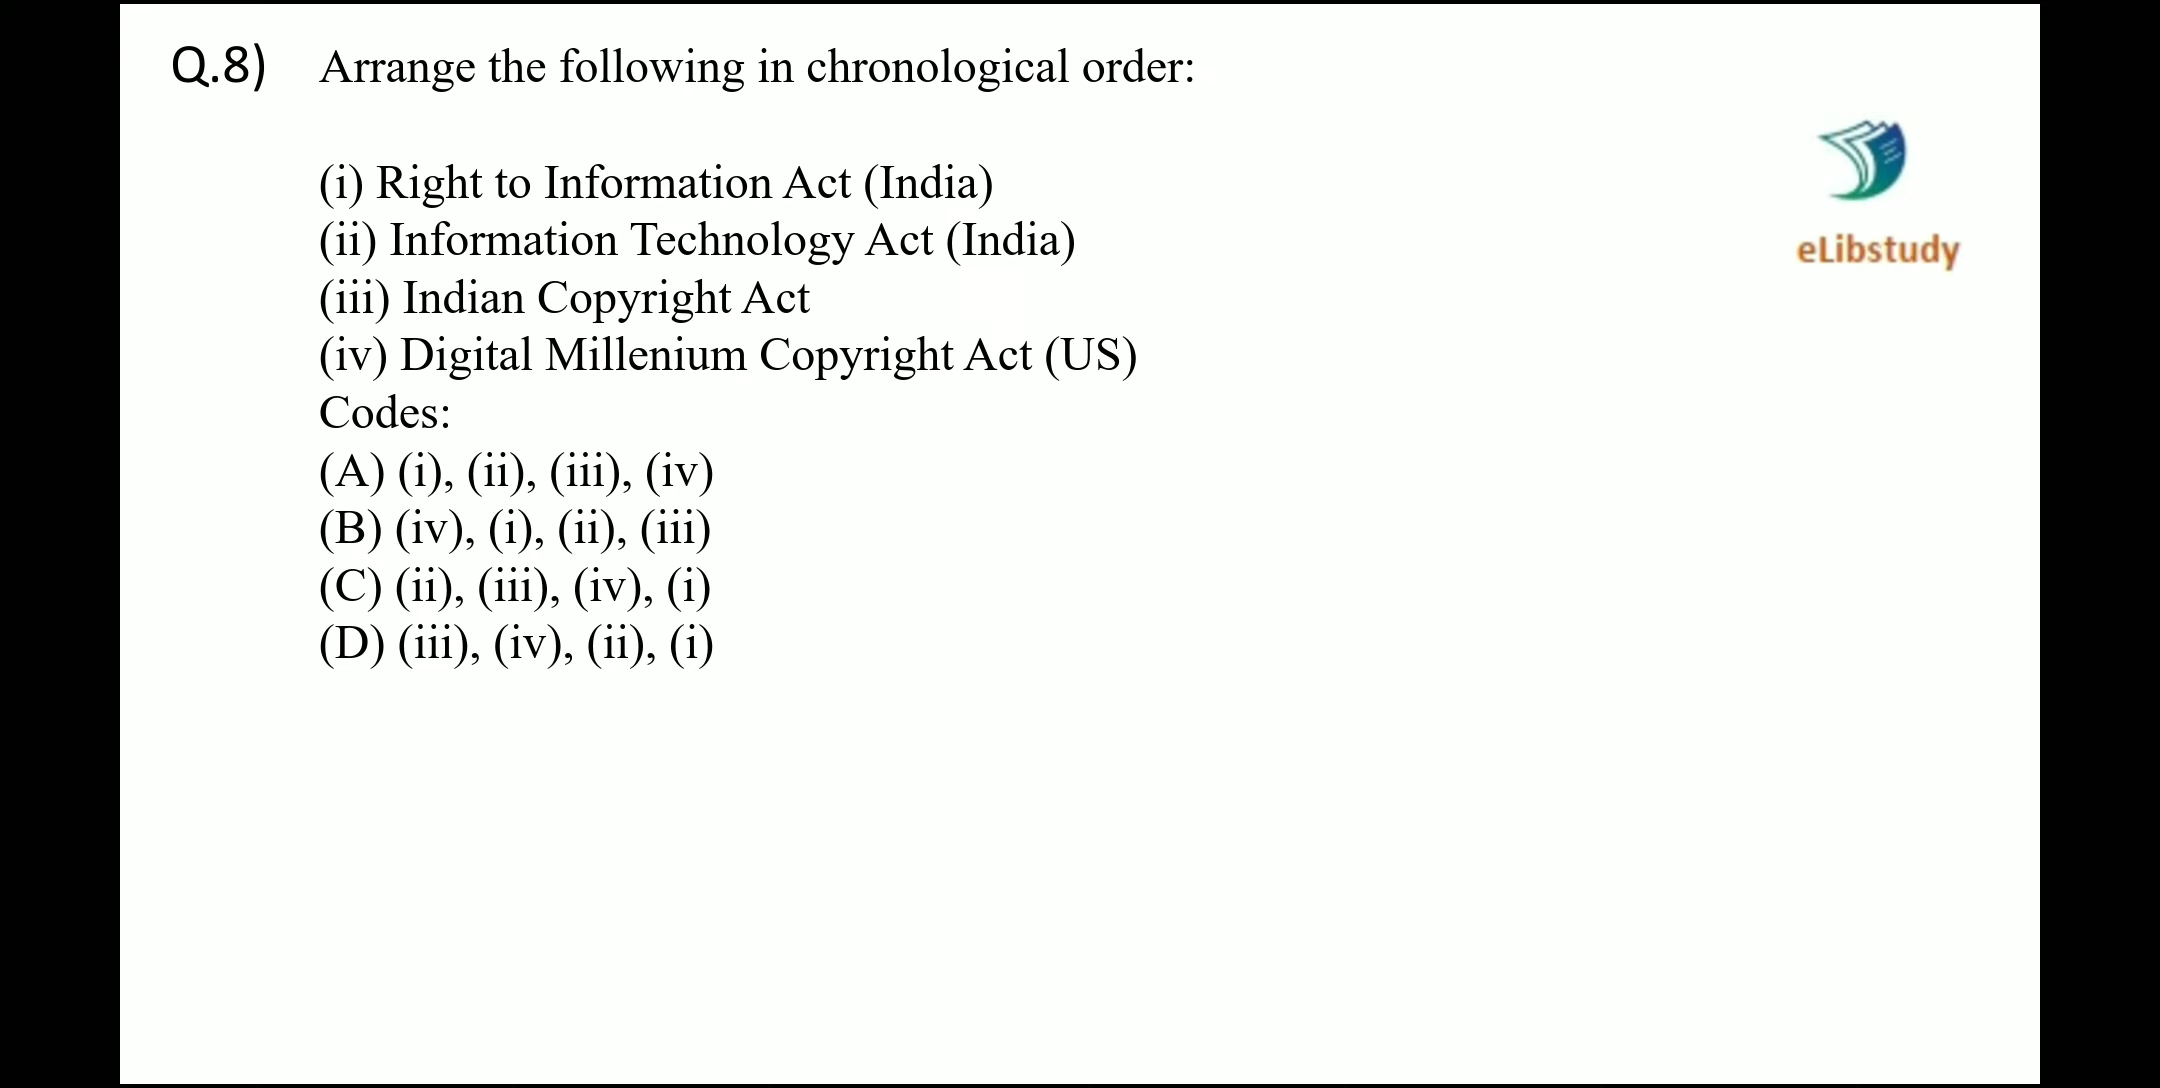 Q.8) Arrange the following in chronological order:
(i) Right to Information Act (India)
(ii) Information Technology Act (India)
(iii) Indian Copyright Act
(iv) Digital Millenium Copyright Act (US)
Codes:
(A) (i), (ii), (iii), (iv)
(B) (iv), (i), (ii), (iii)
(C) (ii), (iii), (iv), (i)
(D) (iii), (iv), (ii), (i)
eLibstudy